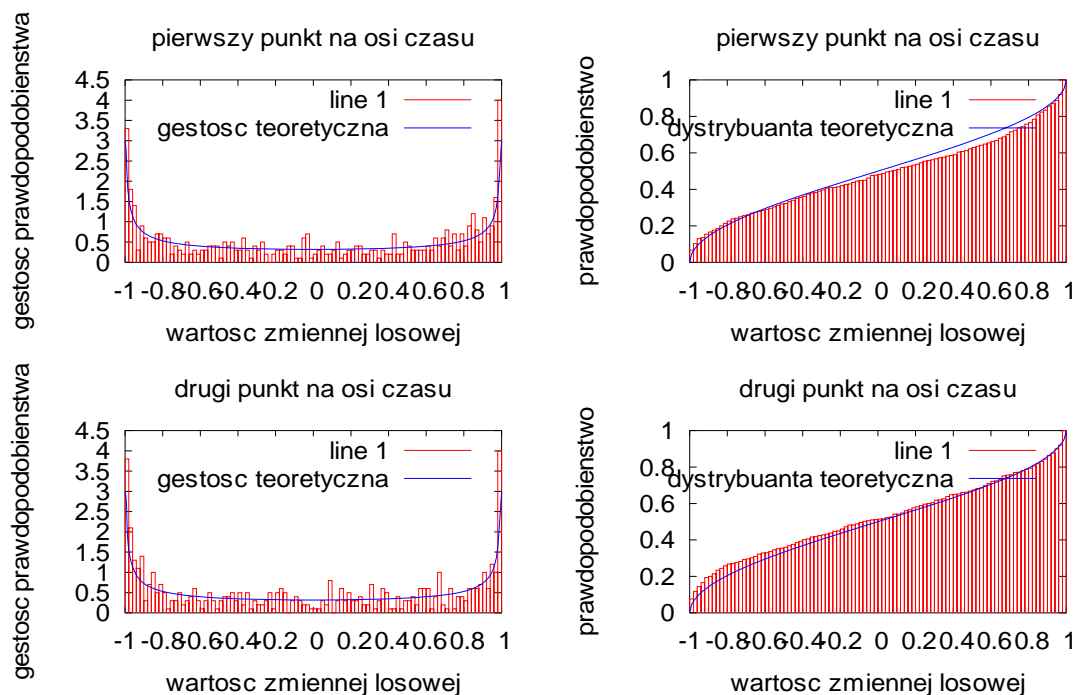 pierwszy punkt na osi czasu
gestosc prawdopodobienstwa
4.5
4
3.5
3
2.5
2
1.5
1
0.5
0
line 1
gestosc teoretyczna
-1 -0.8 -0.6 -0.4 -0.2 0 0.2 0.4 0.6 0.8 1
wartosc zmiennej losowej
pierwszy punkt na osi czasu
prawdopodobienstwo
1
0.8
0.6
0.4
0.2
0
line 1
dystrybuanta teoretyczna
-1 -0.8 -0.6 -0.4 -0.2 0 0.2 0.4 0.6 0.8 1
wartosc zmiennej losowej
drugi punkt na osi czasu
gestosc prawdopodobienstwa
4.5
4
3.5
3
2.5
2
1.5
1
0.5
0
line 1
gestosc teoretyczna
-1 -0.8 -0.6 -0.4 -0.2 0 0.2 0.4 0.6 0.8 1
wartosc zmiennej losowej
drugi punkt na osi czasu
prawdopodobienstwo
1
0.8
0.6
0.4
0.2
0
line 1
dystrybuanta teoretyczna
-1 -0.8 -0.6 -0.4 -0.2 0 0.2 0.4 0.6 0.8 1
wartosc zmiennej losowej